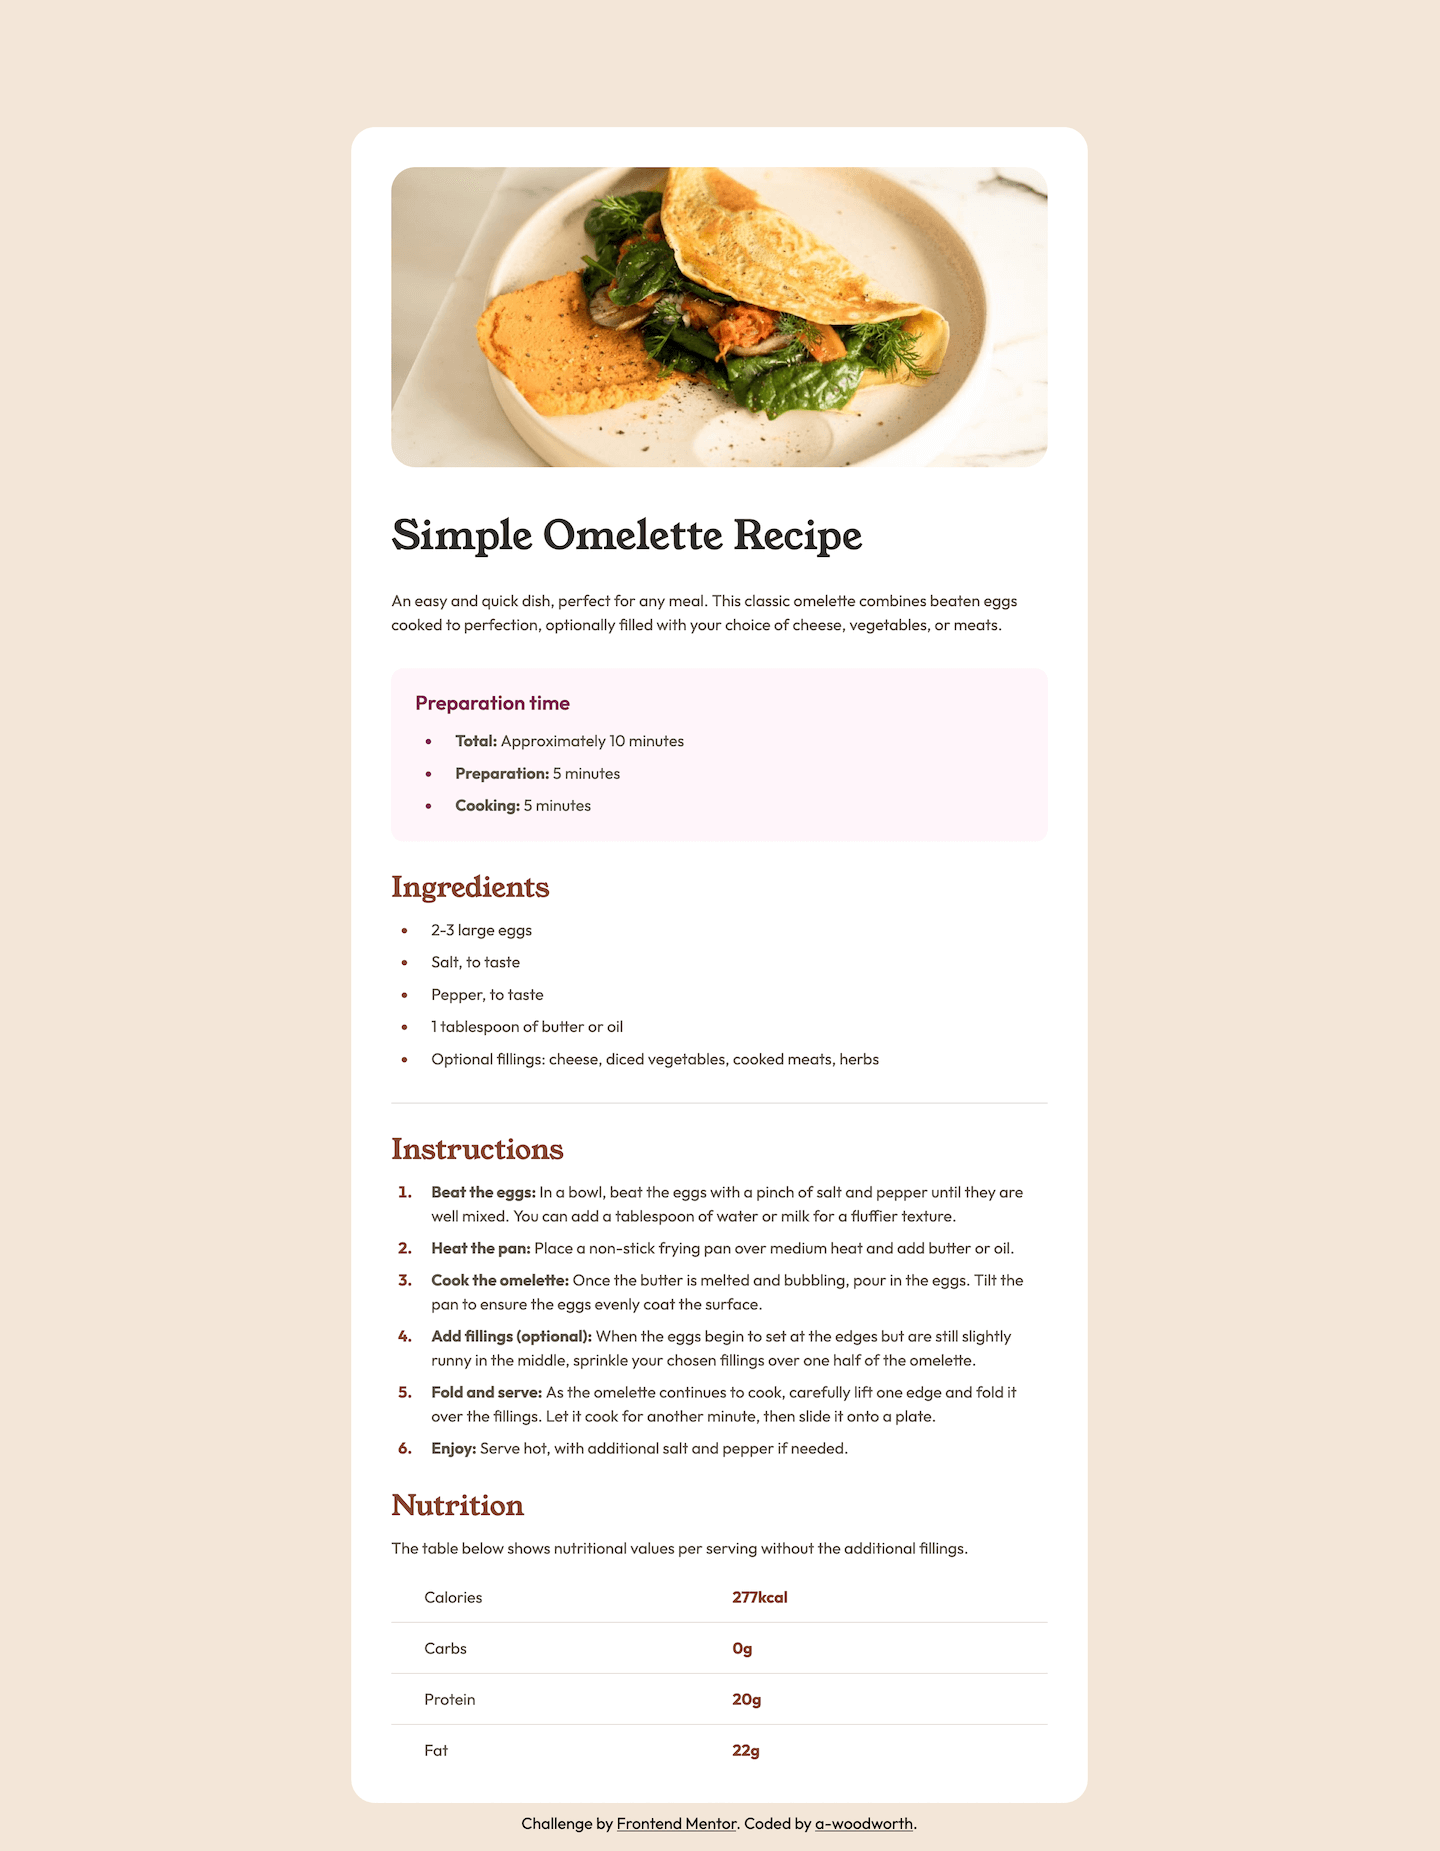 Simple Omelette Recipe
An easy and quick dish, perfect for any meal. This classic omelette combines beaten eggs
cooked to perfection, optionally filled with your choice of cheese, vegetables, or meats.
Preparation time
• Total: Approximately 10 minutes
• Preparation: 5 minutes
• Cooking: 5 minutes
Ingredients
• 2-3 large eggs
• Salt, to taste
• Pepper, to taste
• 1 tablespoon of butter or oil
• Optional fillings: cheese, diced vegetables, cooked meats, herbs
Instructions
1. Beat the eggs: In a bowl, beat the eggs with a pinch of salt and pepper until they are
well mixed. You can add a tablespoon of water or milk for a fluffier texture.
2. Heat the pan: Place a non-stick frying pan over medium heat and add butter or oil.
3. Cook the omelette: Once the butter is melted and bubbling, pour in the eggs. Tilt the
pan to ensure the eggs evenly coat the surface.
4. Add fillings (optional): When the eggs begin to set at the edges but are still slightly
runny in the middle, sprinkle your chosen fillings over one half of the omelette.
5. Fold and serve: As the omelette continues to cook, carefully lift one edge and fold it
over the fillings. Let it cook for another minute, then slide it onto a plate.
6. Enjoy: Serve hot, with additional salt and pepper if needed.
Nutrition
The table below shows nutritional values per serving without the additional fillings.
Calories 277kcal
Carbs 0g
Protein 20g
Fat 22g
Challenge by Frontend Mentor. Coded by a-woodworth.